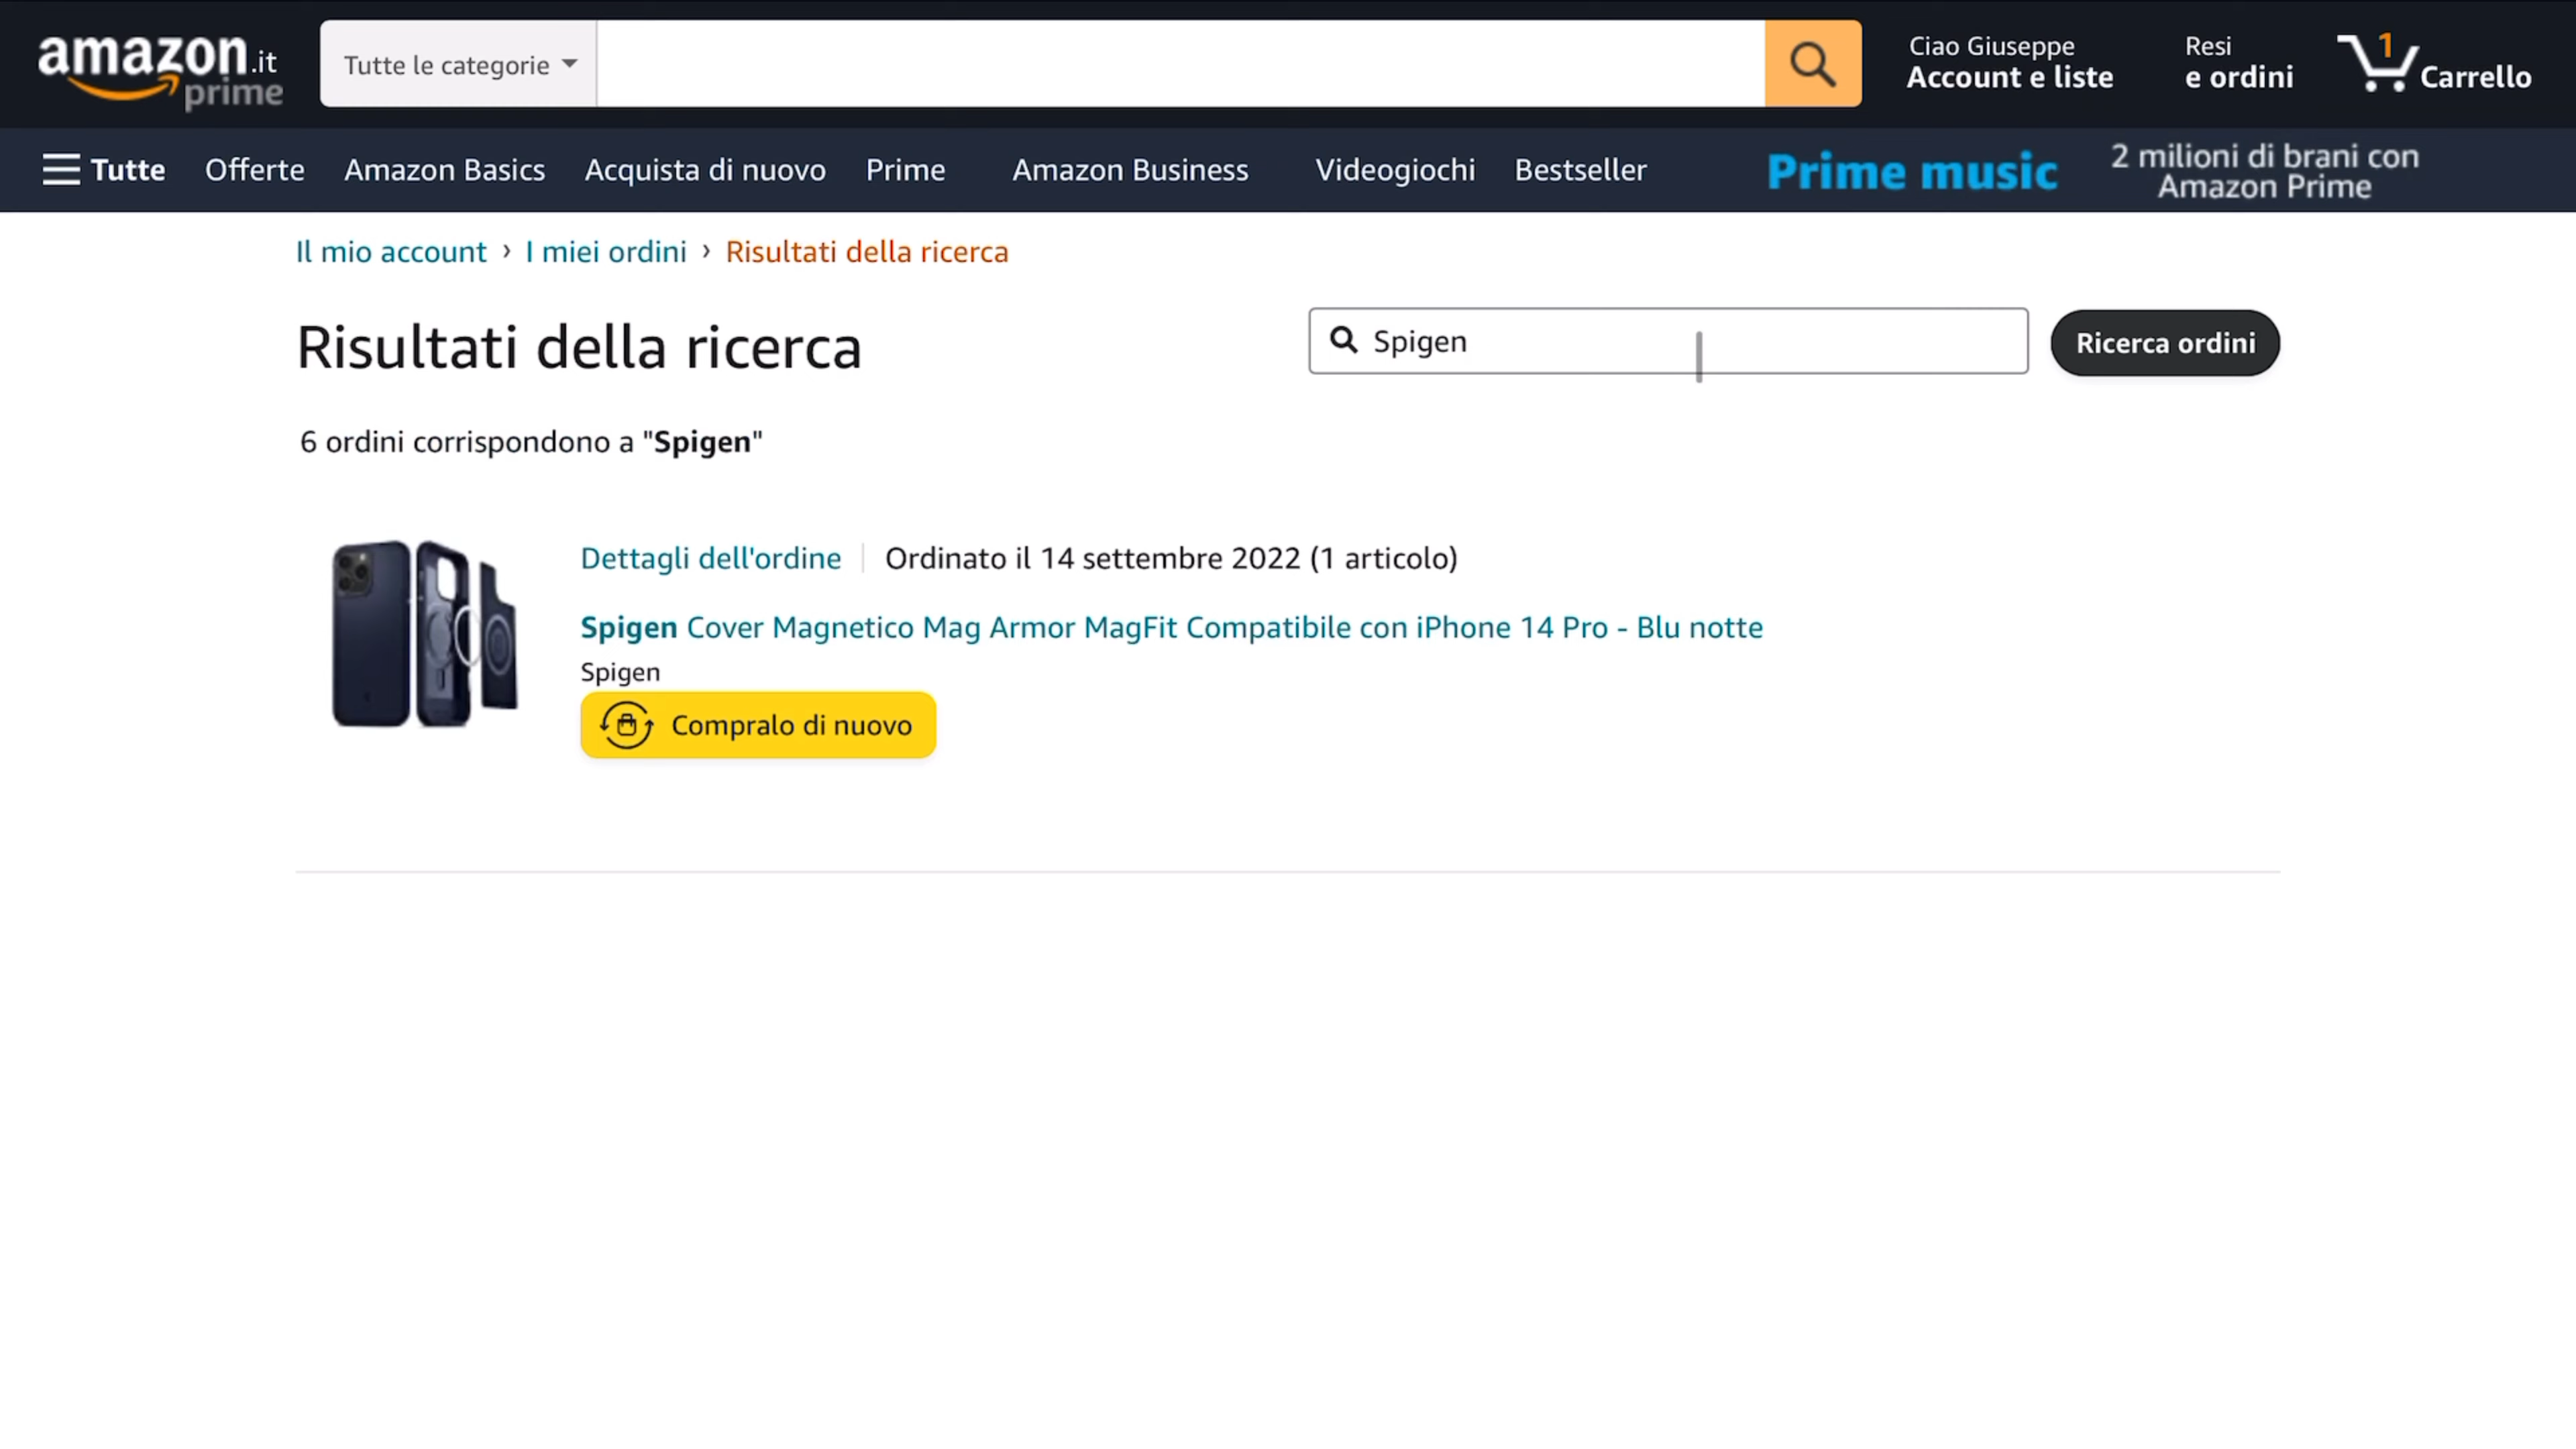 amazon.it
prime
Tutte le categorie
Ciao Giuseppe
Account e liste
Resi
e ordini
1
Carrello
Tutte
Offerte
Amazon Basics
Acquista di nuovo
Prime
Amazon Business
Videogiochi
Bestseller
Prime music
2 milioni di brani con
Amazon Prime
Il mio account › I miei ordini › Risultati della ricerca
Risultati della ricerca
Spigen
Ricerca ordini
6 ordini corrispondono a "Spigen"
Dettagli dell'ordine
Ordinato il 14 settembre 2022 (1 articolo)
Spigen Cover Magnetico Mag Armor MagFit Compatibile con iPhone 14 Pro - Blu notte
Spigen
Compralo di nuovo